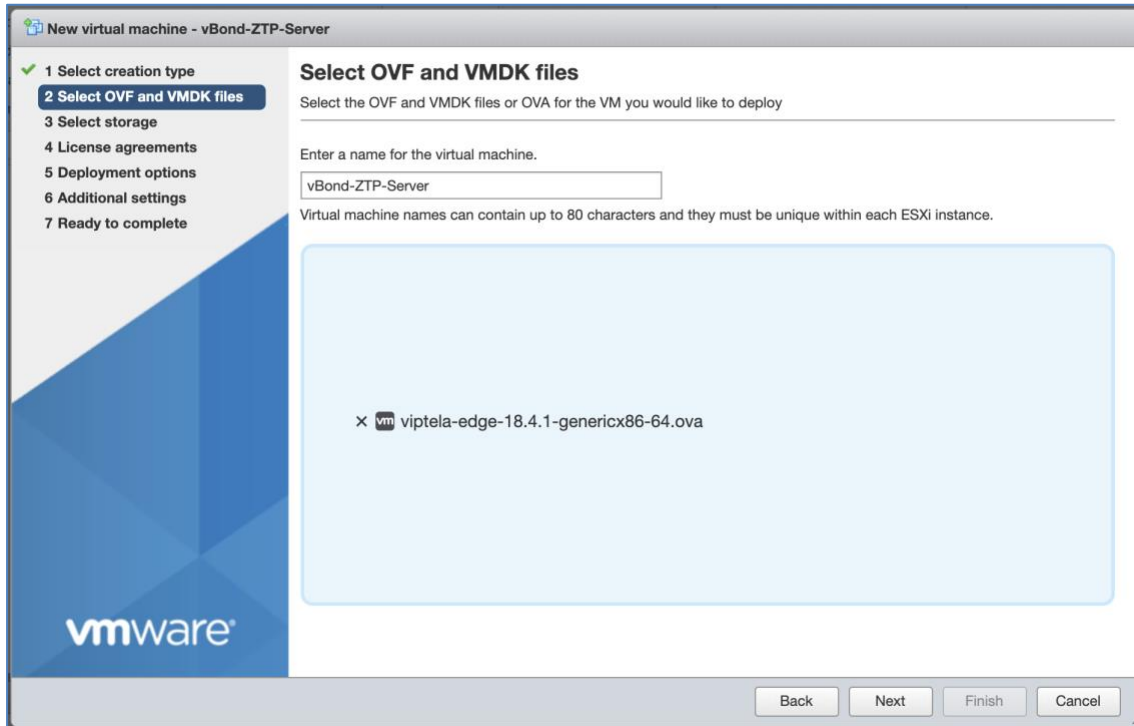 New virtual machine - vBond-ZTP-Server
1 Select creation type
2 Select OVF and VMDK files
3 Select storage
4 License agreements
5 Deployment options
6 Additional settings
7 Ready to complete
vmware®
Select OVF and VMDK files
Select the OVF and VMDK files or OVA for the VM you would like to deploy
Enter a name for the virtual machine.
vBond-ZTP-Server
Virtual machine names can contain up to 80 characters and they must be unique within each ESXi instance.
× vm viptela-edge-18.4.1-genericx86-64.ova
Back Next Finish Cancel